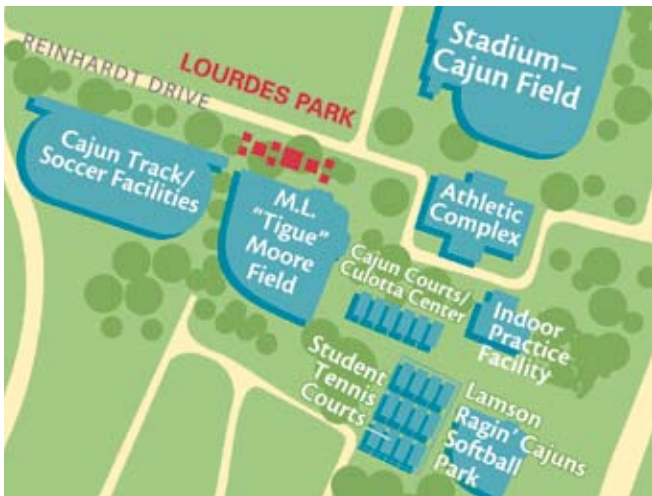 Stadium–
Cajun Field
REINHARDT DRIVE
LOURDES PARK
Cajun Track/
Soccer Facilities
M.L.
"Tigue"
Moore
Field
Athletic
Complex
Cajun Courts/
Culotta Center
Indoor
Practice
Facility
Student
Tennis
Courts
Lamson
Ragin' Cajuns
Softball
Park